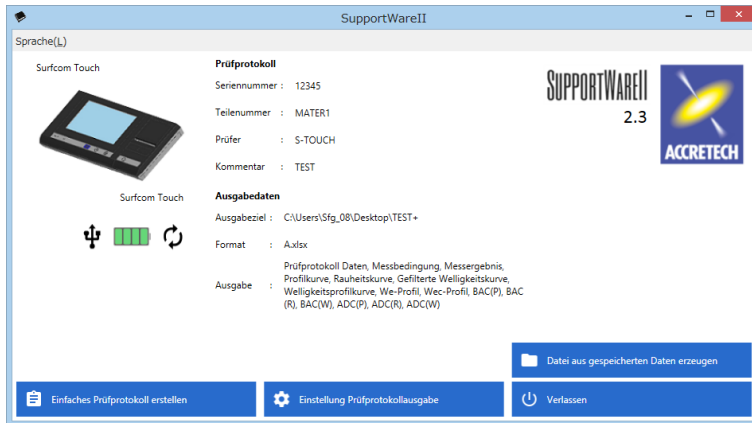 SupportWareII
Sprache(L)
Surfcom Touch
Surfcom Touch
Prüfprotokoll
Seriennummer : 12345
Teilenummer : MATER1
Prüfer : S-TOUCH
Kommentar : TEST
Ausgabedaten
Ausgabeziel : C:\Users\Sfg_08\Desktop\TEST+
Format : A.xlsx
Ausgabe : Prüfprotokoll Daten, Messbedingung, Messergebnis,
Profilkurve, Rauheitskurve, Gefilterte Welligkeitskurve,
Welligkeitsprofilkurve, We-Profil, Wec-Profil, BAC(P), BAC
(R), BAC(W), ADC(P), ADC(R), ADC(W)
SUPPORTWAREII
2.3
ACCRETECH
Datei aus gespeicherten Daten erzeugen
Einfaches Prüfprotokoll erstellen
Einstellung Prüfprotokollausgabe
Verlassen